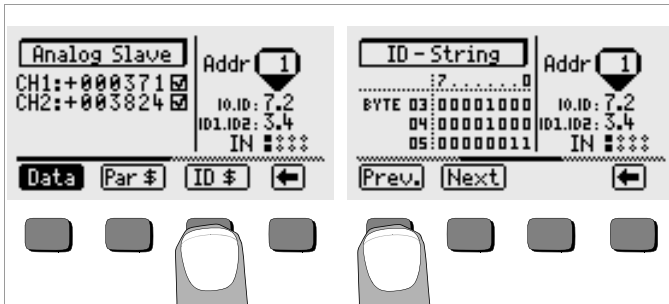 Analog Slave
Addr 1
CH1:+000371
CH2:+003824
IO.ID: 7.2
ID1.ID2: 3.4
IN
Data Par $ ID $
ID-String
Addr 1
7......0
BYTE 03 00001000
04 00001000
05 00000011
IO.ID: 7.2
ID1.ID2: 3.4
IN
Prev. Next